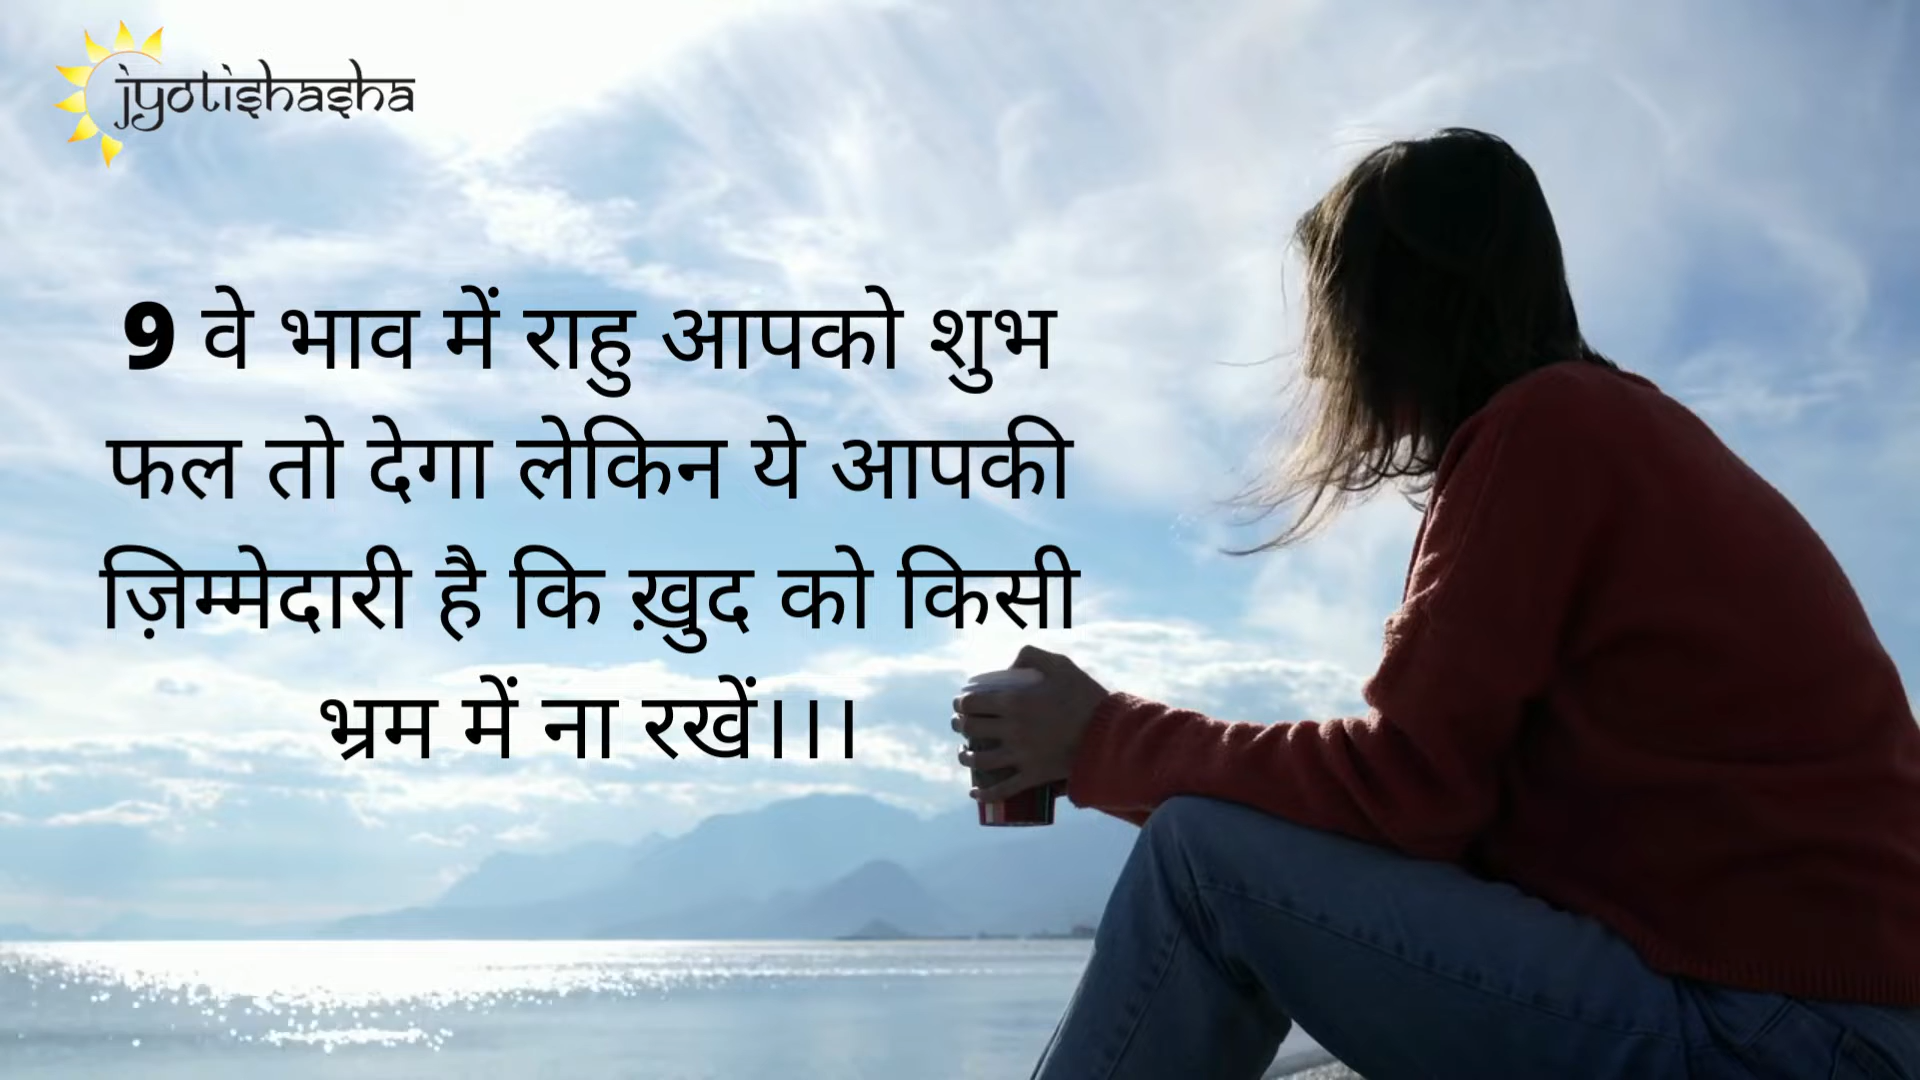 jyotishasha
9 वे भाव में राहु आपको शुभ
फल तो देगा लेकिन ये आपकी
ज़िम्मेदारी है कि ख़ुद को किसी
भ्रम में ना रखें।।।